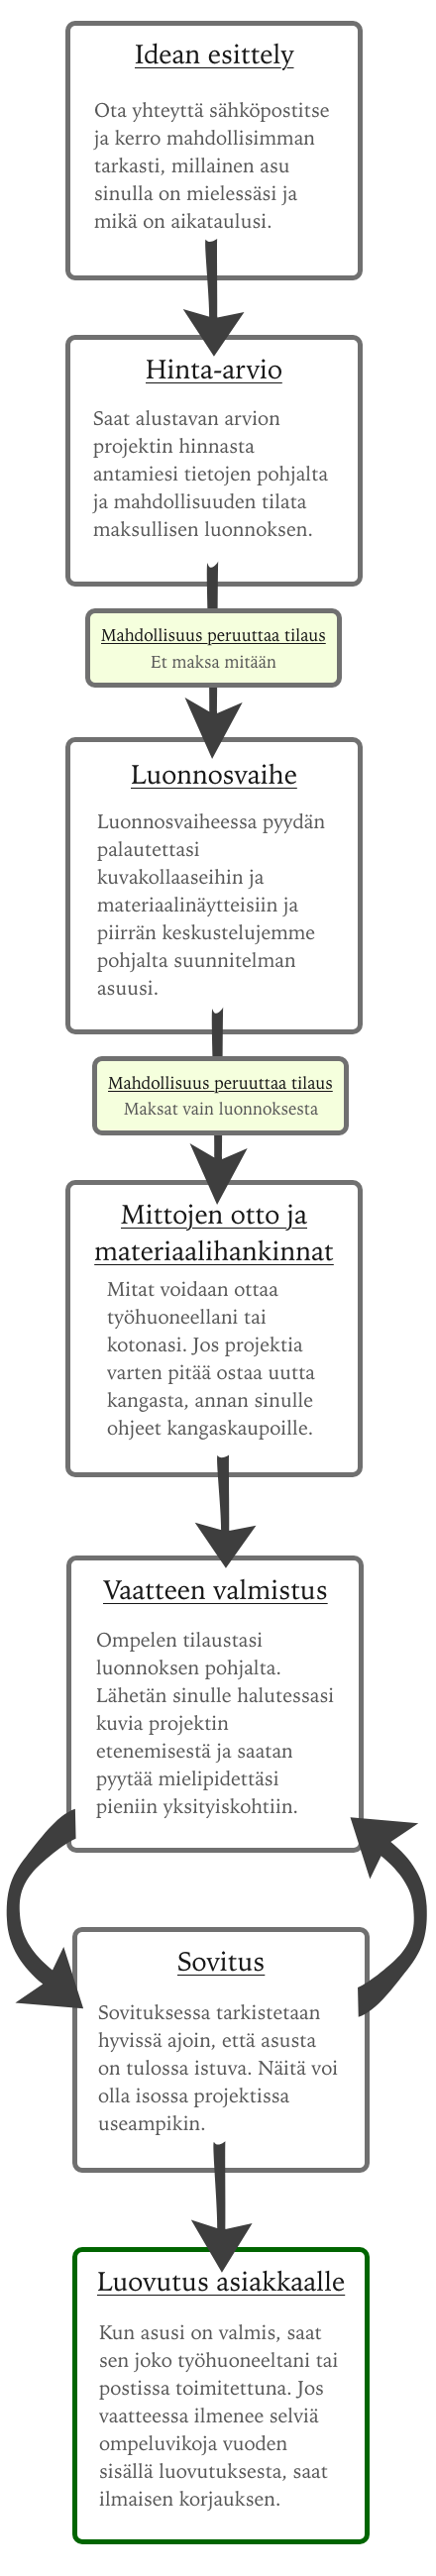 Idean esittely
Ota yhteyttä sähköpostitse
ja kerro mahdollisimman
tarkasti, millainen asu
sinulla on mielessäsi ja
mikä on aikataulusi.
Hinta-arvio
Saat alustavan arvion
projektin hinnasta
antamiesi tietojen pohjalta
ja mahdollisuuden tilata
maksullisen luonnoksen.
Mahdollisuus peruuttaa tilaus
Et maksa mitään
Luonnosvaihe
Luonnosvaiheessa pyydän
palautettasi
kuvakollaaseihin ja
materiaalinäytteisiin ja
piirrän keskustelujemme
pohjalta suunnitelman
asuusi.
Mahdollisuus peruuttaa tilaus
Maksat vain luonnoksesta
Mittojen otto ja
materiaalihankinnat
Mitat voidaan ottaa
työhuoneellani tai
kotonasi. Jos projektia
varten pitää ostaa uutta
kangasta, annan sinulle
ohjeet kangaskaupoille.
Vaatteen valmistus
Ompelen tilaustasi
luonnoksen pohjalta.
Lähetän sinulle halutessasi
kuvia projektin
etenemisestä ja saatan
pyytää mielipidettäsi
pieniin yksityiskohtiin.
Sovitus
Sovituksessa tarkistetaan
hyvissä ajoin, että asusta
on tulossa istuva. Näitä voi
olla isossa projektissa
useampikin.
Luovutus asiakkaalle
Kun asusi on valmis, saat
sen joko työhuoneeltani tai
postissa toimitettuna. Jos
vaatteessa ilmenee selviä
ompeluvikoja vuoden
sisällä luovutuksesta, saat
ilmaisen korjauksen.